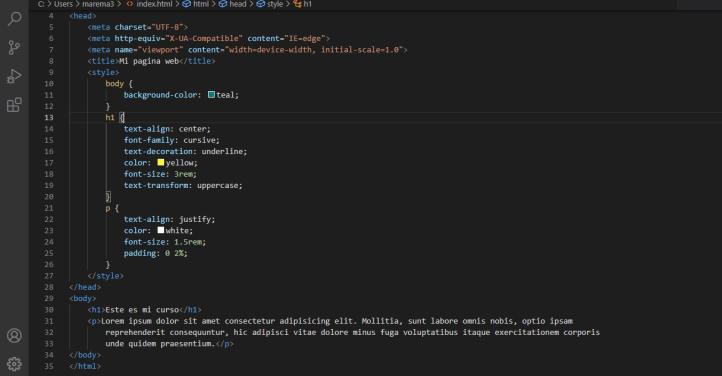 C: > Users > marema3 > <> index.html > html > head > style > h1
4 <head>
5 <meta charset="UTF-8">
6 <meta http-equiv="X-UA-Compatible" content="IE=edge">
7 <meta name="viewport" content="width=device-width, initial-scale=1.0">
8 <title>Mi pagina web</title>
9 <style>
10 body {
11 background-color: teal;
12 }
13 h1 {
14 text-align: center;
15 font-family: cursive;
16 text-decoration: underline;
17 color: yellow;
18 font-size: 3rem;
19 text-transform: uppercase;
20 }
21 p {
22 text-align: justify;
23 color: white;
24 font-size: 1.5rem;
25 padding: 0 2%;
26 }
27 </style>
28 </head>
29 <body>
30 <h1>Este es mi curso</h1>
31 <p>Lorem ipsum dolor sit amet consectetur adipisicing elit. Mollitia, sunt labore omnis nobis, optio ipsam
32 reprehenderit consequuntur, hic adipisci vitae dolore minus fuga voluptatibus itaque exercitationem corporis
33 unde quidem praesentium.</p>
34 </body>
35 </html>